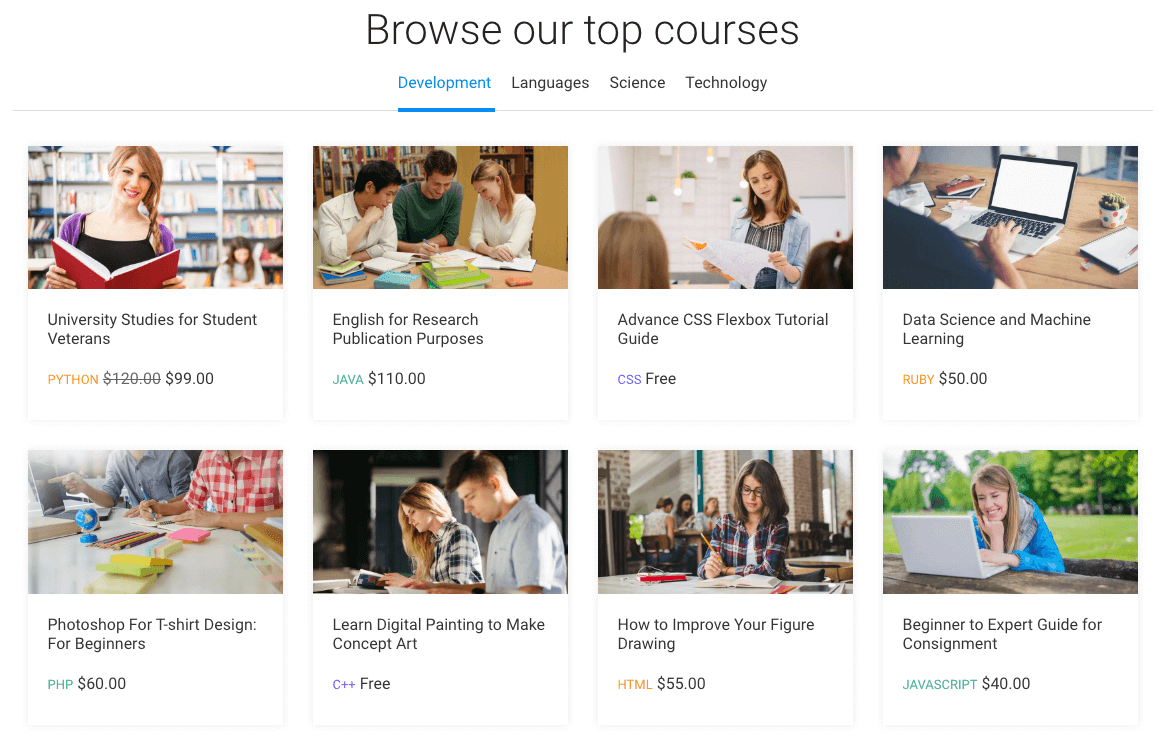 Browse our top courses
Development Languages Science Technology
University Studies for Student
Veterans
PYTHON $120.00 $99.00
English for Research
Publication Purposes
JAVA $110.00
Advance CSS Flexbox Tutorial
Guide
CSS Free
Data Science and Machine
Learning
RUBY $50.00
Photoshop For T-shirt Design:
For Beginners
PHP $60.00
Learn Digital Painting to Make
Concept Art
C++ Free
How to Improve Your Figure
Drawing
HTML $55.00
Beginner to Expert Guide for
Consignment
JAVASCRIPT $40.00